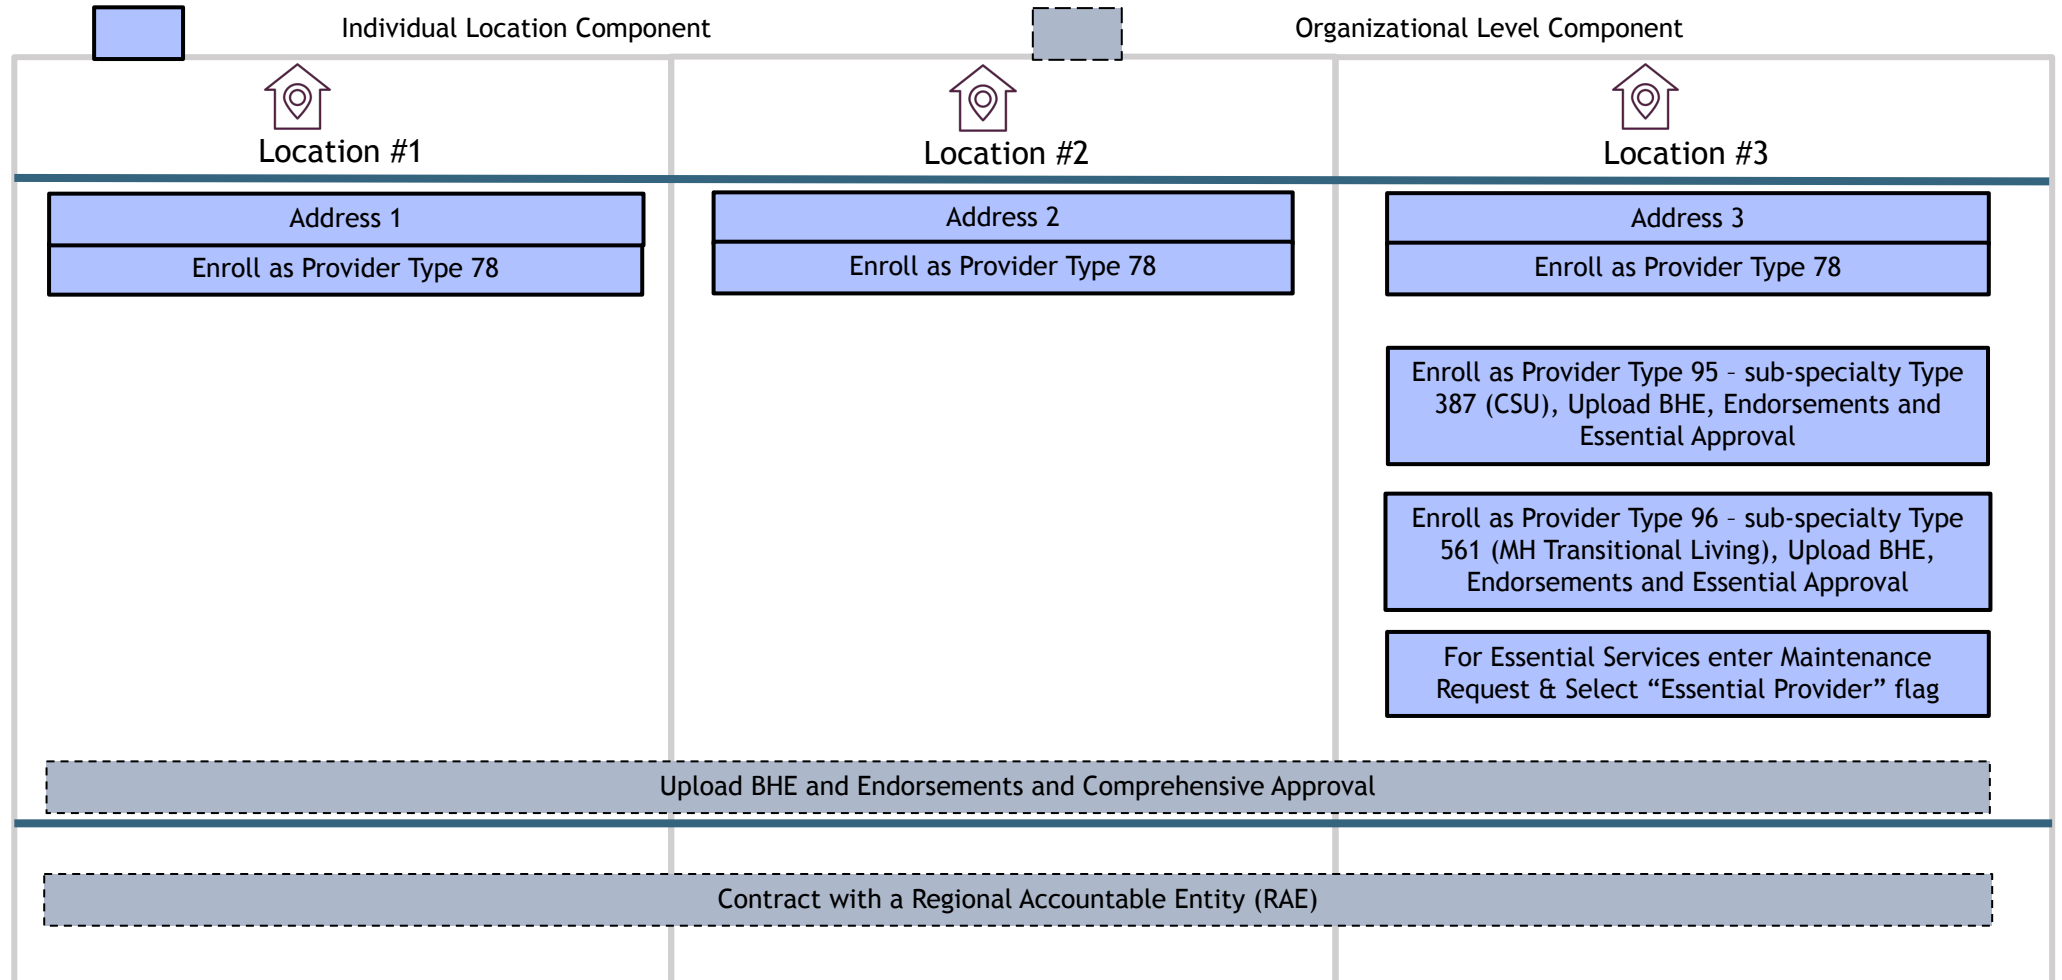 Individual Location Component
Organizational Level Component
Location #1
Location #2
Location #3
Address 1
Enroll as Provider Type 78
Address 2
Enroll as Provider Type 78
Address 3
Enroll as Provider Type 78
Enroll as Provider Type 95 – sub-specialty Type
387 (CSU), Upload BHE, Endorsements and
Essential Approval
Enroll as Provider Type 96 – sub-specialty Type
561 (MH Transitional Living), Upload BHE,
Endorsements and Essential Approval
For Essential Services enter Maintenance
Request & Select “Essential Provider” flag
Upload BHE and Endorsements and Comprehensive Approval
Contract with a Regional Accountable Entity (RAE)